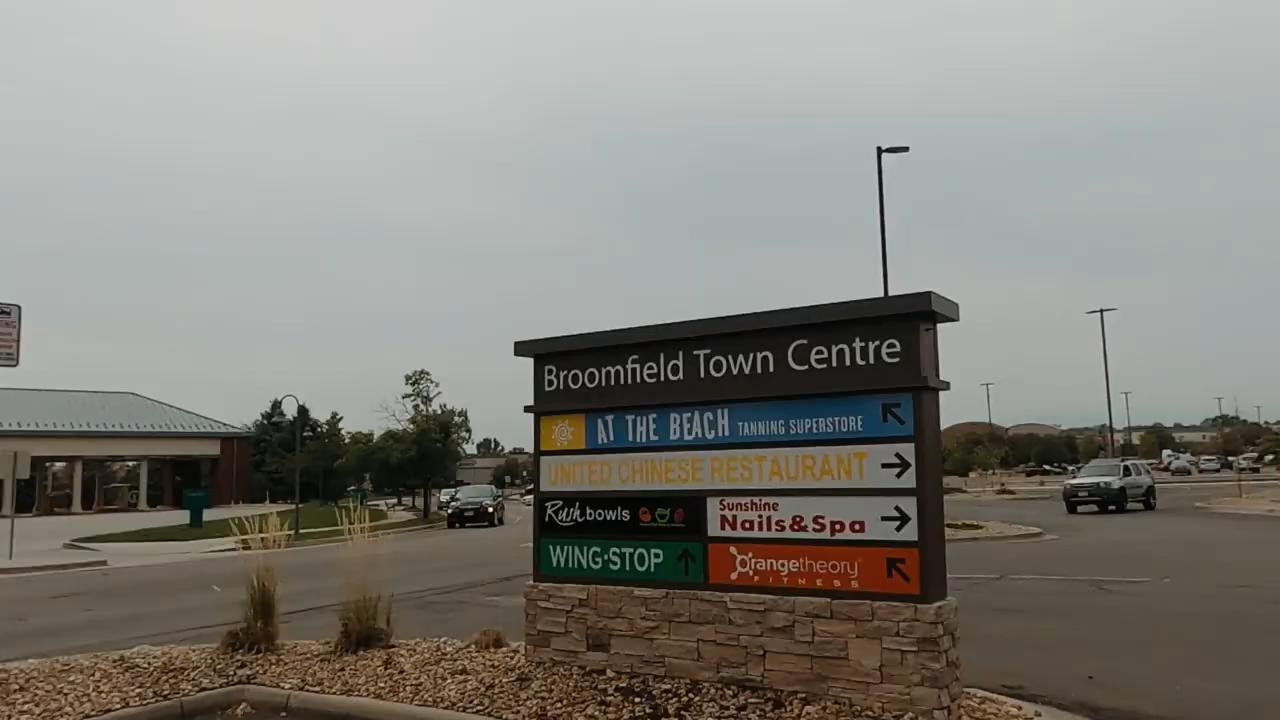 Broomfield Town Centre
AT THE BEACH TANNING SUPERSTORE
UNITED CHINESE RESTAURANT
Rush bowls
Sunshine
Nails&Spa
WING·STOP
Orangetheory
FITNESS